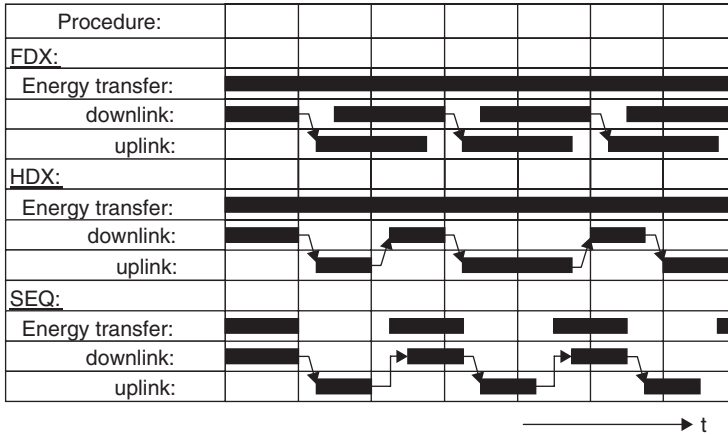 Procedure:
FDX:
Energy transfer:
downlink:
uplink:
HDX:
Energy transfer:
downlink:
uplink:
SEQ:
Energy transfer:
downlink:
uplink:
t